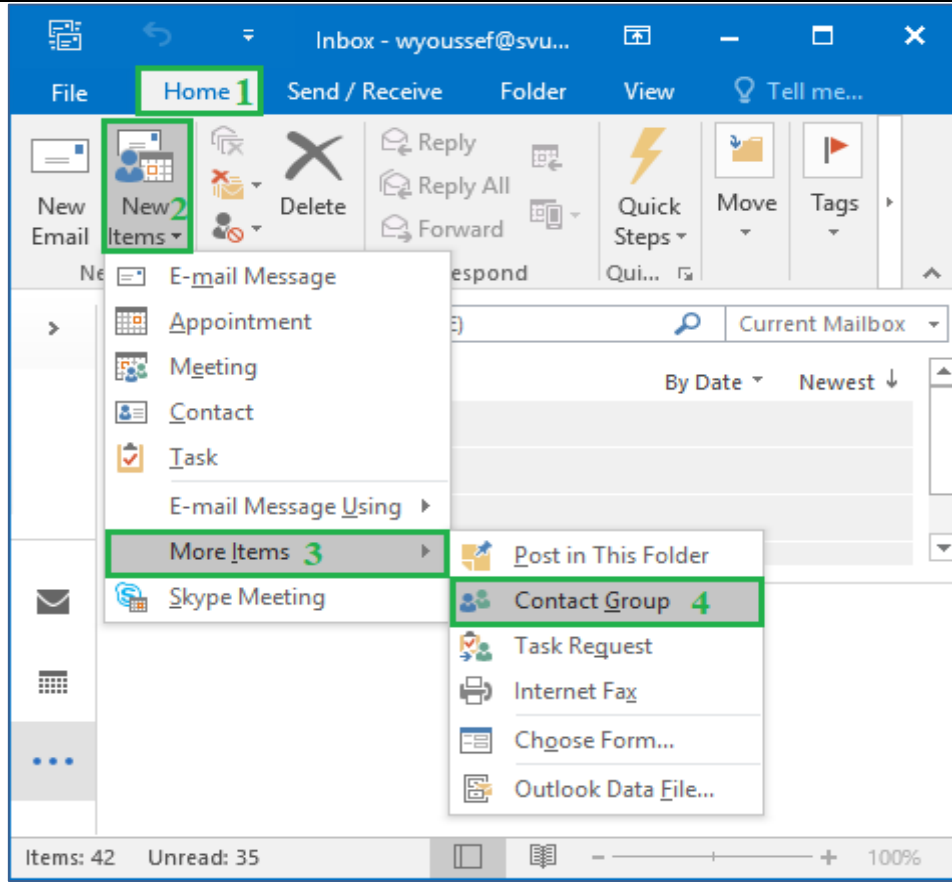 Inbox - wyoussef@svu...
File Home 1 Send / Receive Folder View Tell me...
New Email
New Items 2
Delete
Reply
Reply All
Forward
Quick Steps
Move
Tags
Ne
espond
Qui...
E-mail Message
Appointment
Meeting
Contact
Task
E-mail Message Using
More Items 3
Skype Meeting
E)
Current Mailbox
By Date Newest ↓
Post in This Folder
Contact Group 4
Task Request
Internet Fax
Choose Form...
Outlook Data File...
Items: 42 Unread: 35 100%